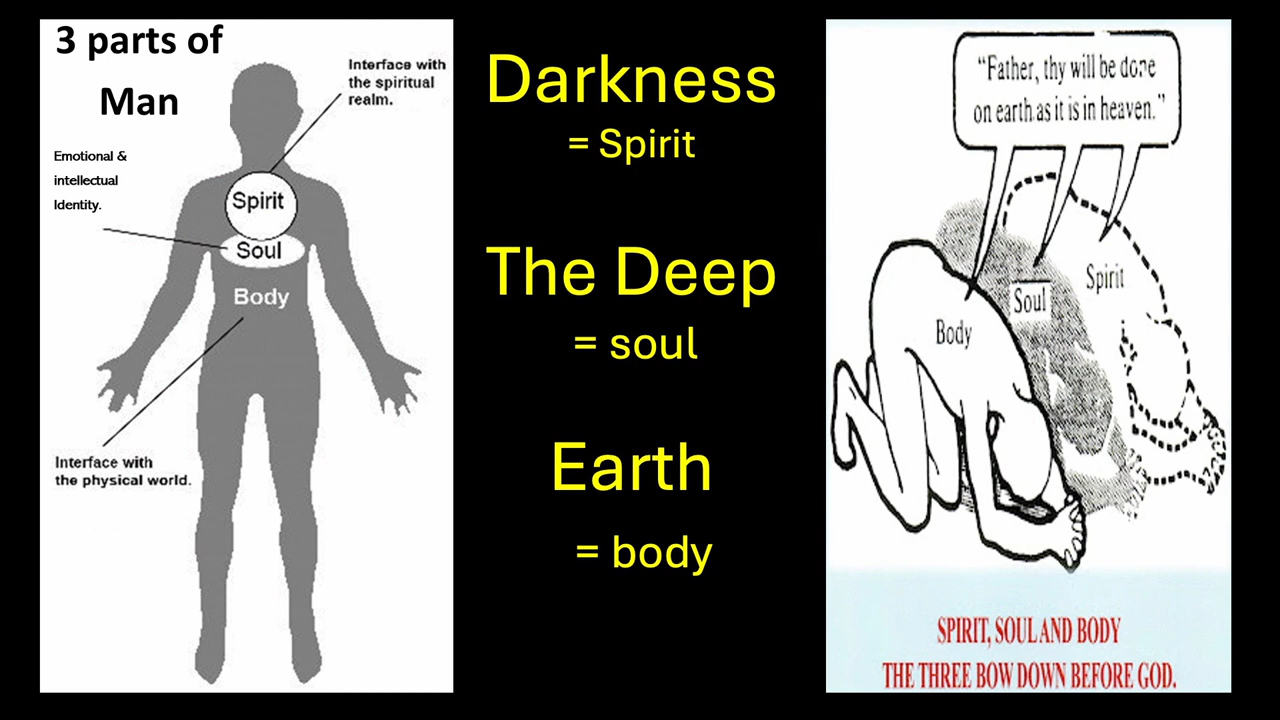 3 parts of
Man
Interface with
the spiritual
realm.
Emotional &
intellectual
Identity.
Spirit
Soul
Body
Interface with
the physical world.
Darkness
= Spirit
The Deep
= soul
Earth
= body
“Father, thy will be done
on earth as it is in heaven.”
Spirit
Soul
Body
SPIRIT, SOUL AND BODY
THE THREE BOW DOWN BEFORE GOD.